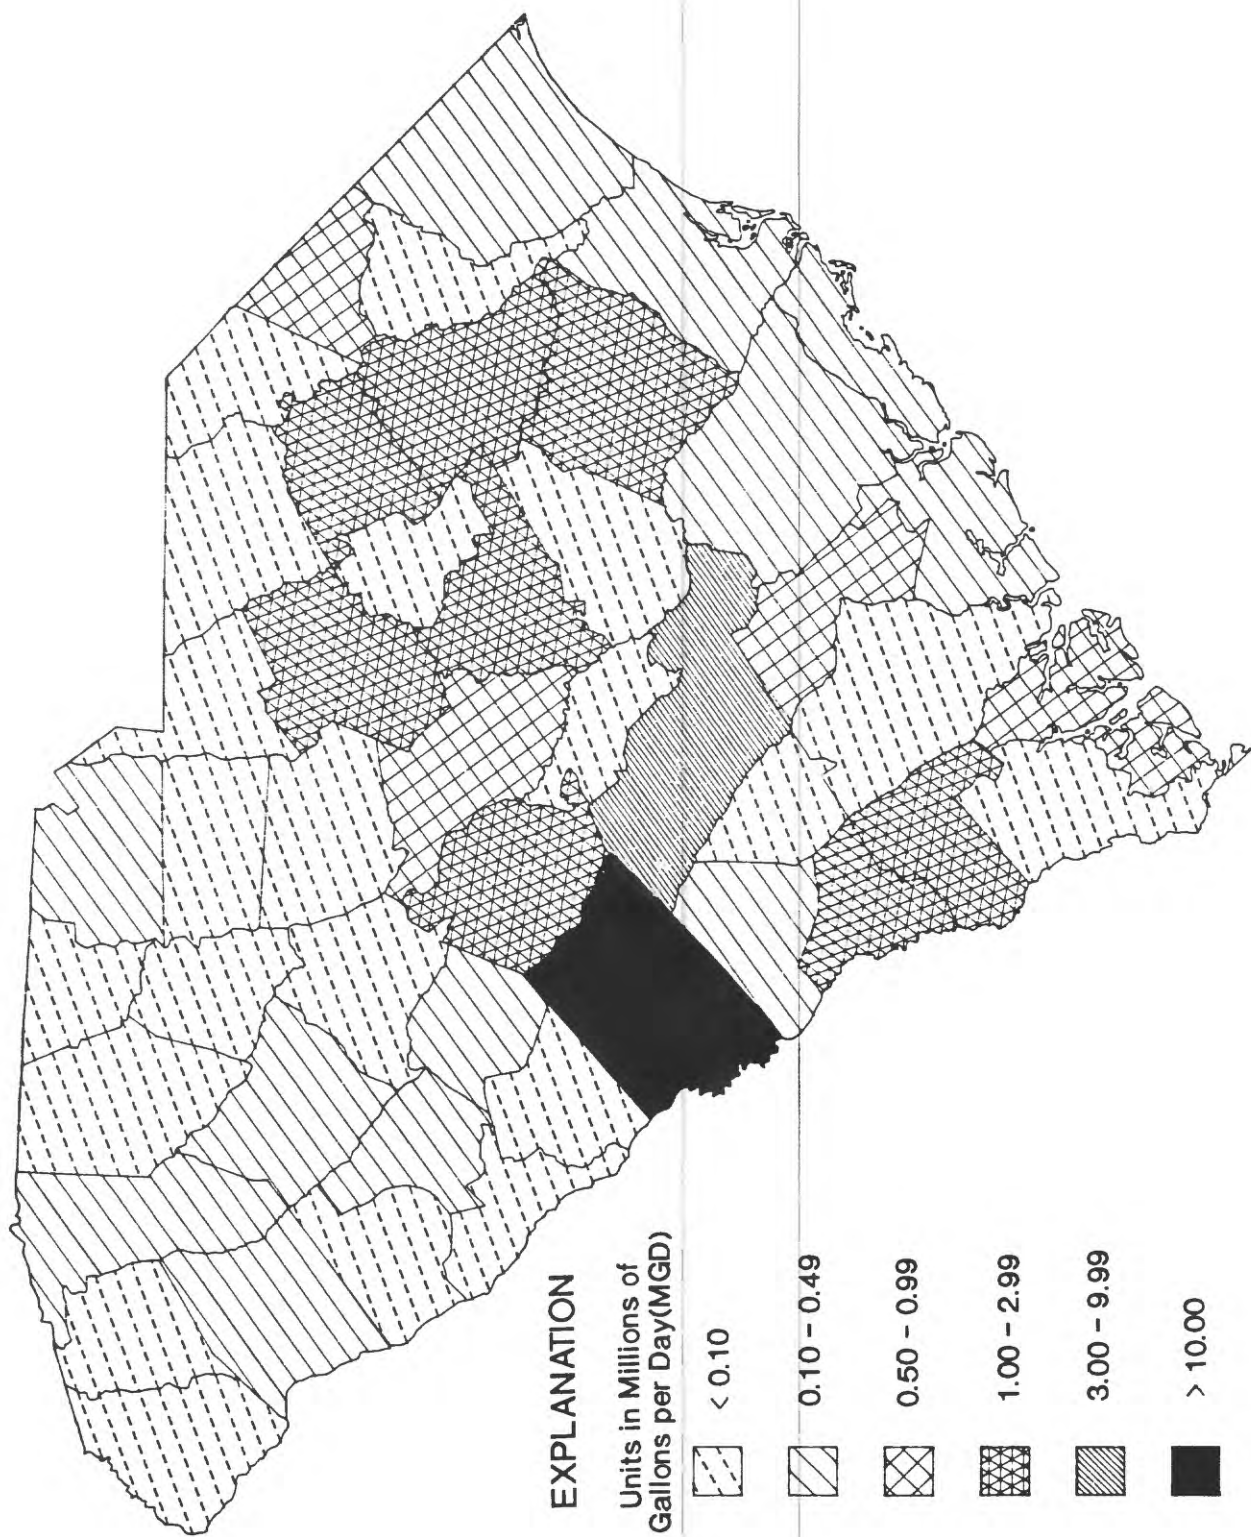 EXPLANATION
Units in Millions of
Gallons per Day(MGD)
< 0.10
0.10 – 0.49
0.50 – 0.99
1.00 – 2.99
3.00 – 9.99
> 10.00